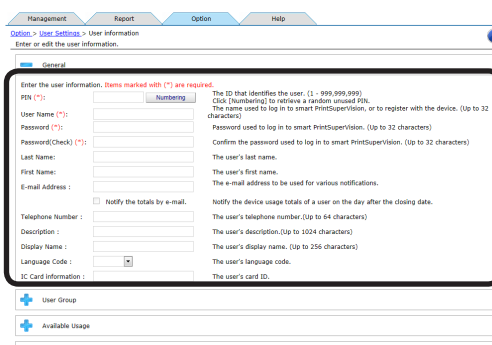 Management Report Option Help
Option > User Settings > User information
Enter or edit the user information.
General
Enter the user information. Items marked with (*) are required.
PIN (*): Numbering The ID that identifies the user. (1 - 999,999,999)
Click [Numbering] to retrieve a random unused PIN.
User Name (*): The name used to log in to smart PrintSuperVision, or to register with the device. (Up to 32
characters)
Password (*): Password used to log in to smart PrintSuperVision. (Up to 32 characters)
Password(Check) (*): Confirm the password used to log in to smart PrintSuperVision. (Up to 32 characters)
Last Name: The user's last name.
First Name: The user's first name.
E-mail Address : The e-mail address to be used for various notifications.
Notify the totals by e-mail. Notify the device usage totals of a user on the day after the closing date.
Telephone Number : The user's telephone number.(Up to 64 characters)
Description : The user's description.(Up to 1024 characters)
Display Name : The user's display name. (Up to 256 characters)
Language Code : The user's language code.
IC Card information : The user's card ID.
User Group
Available Usage